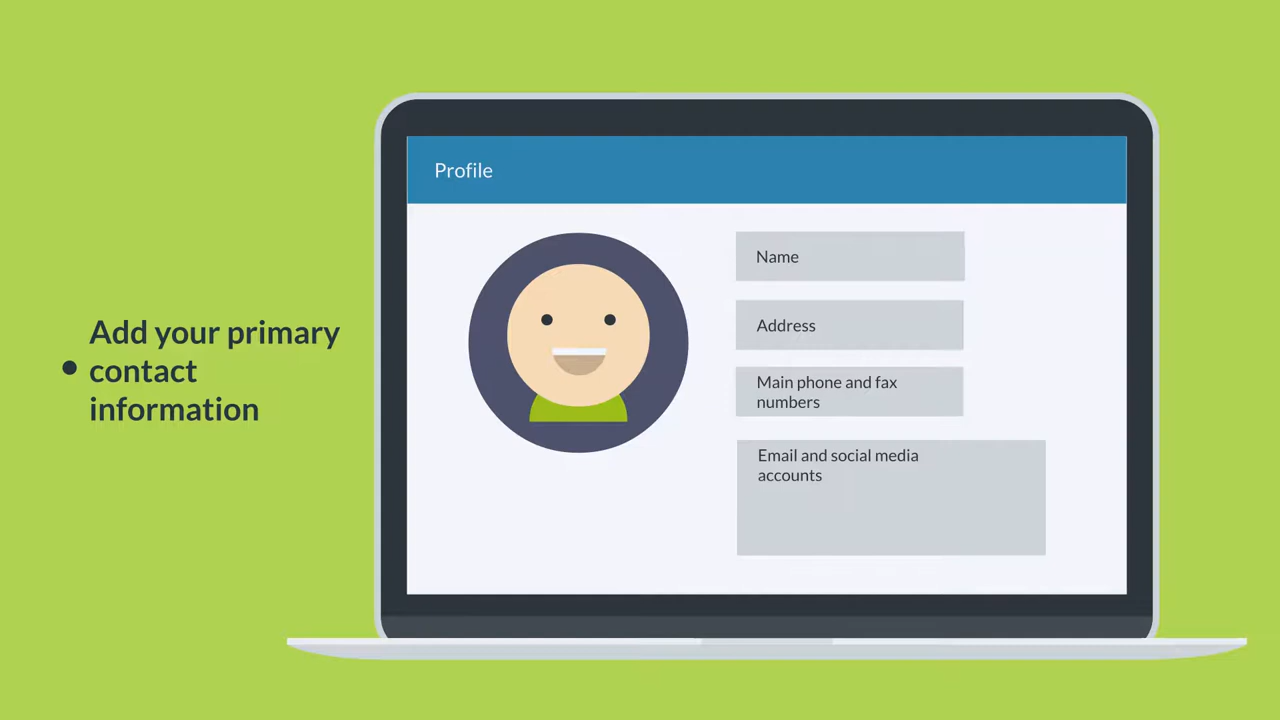 Add your primary
contact
information
Profile
Name
Address
Main phone and fax
numbers
Email and social media
accounts